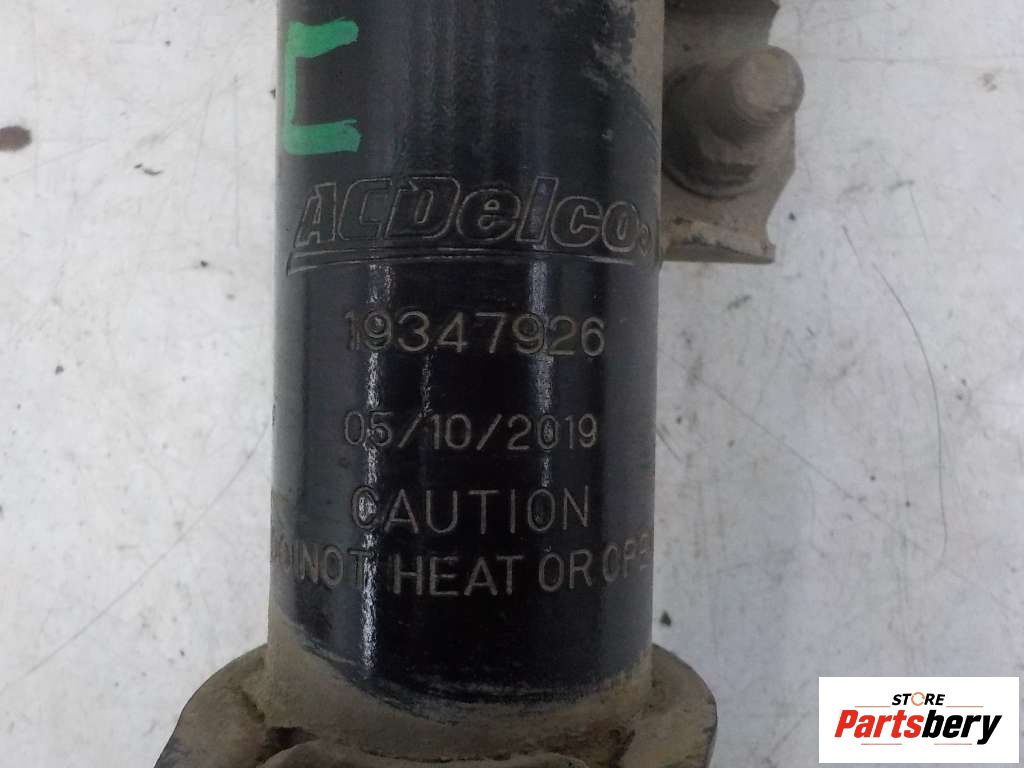 C
ACDelco
19347926
05/10/2019
CAUTION
NOT HEAT OR
STORE
Partsbery